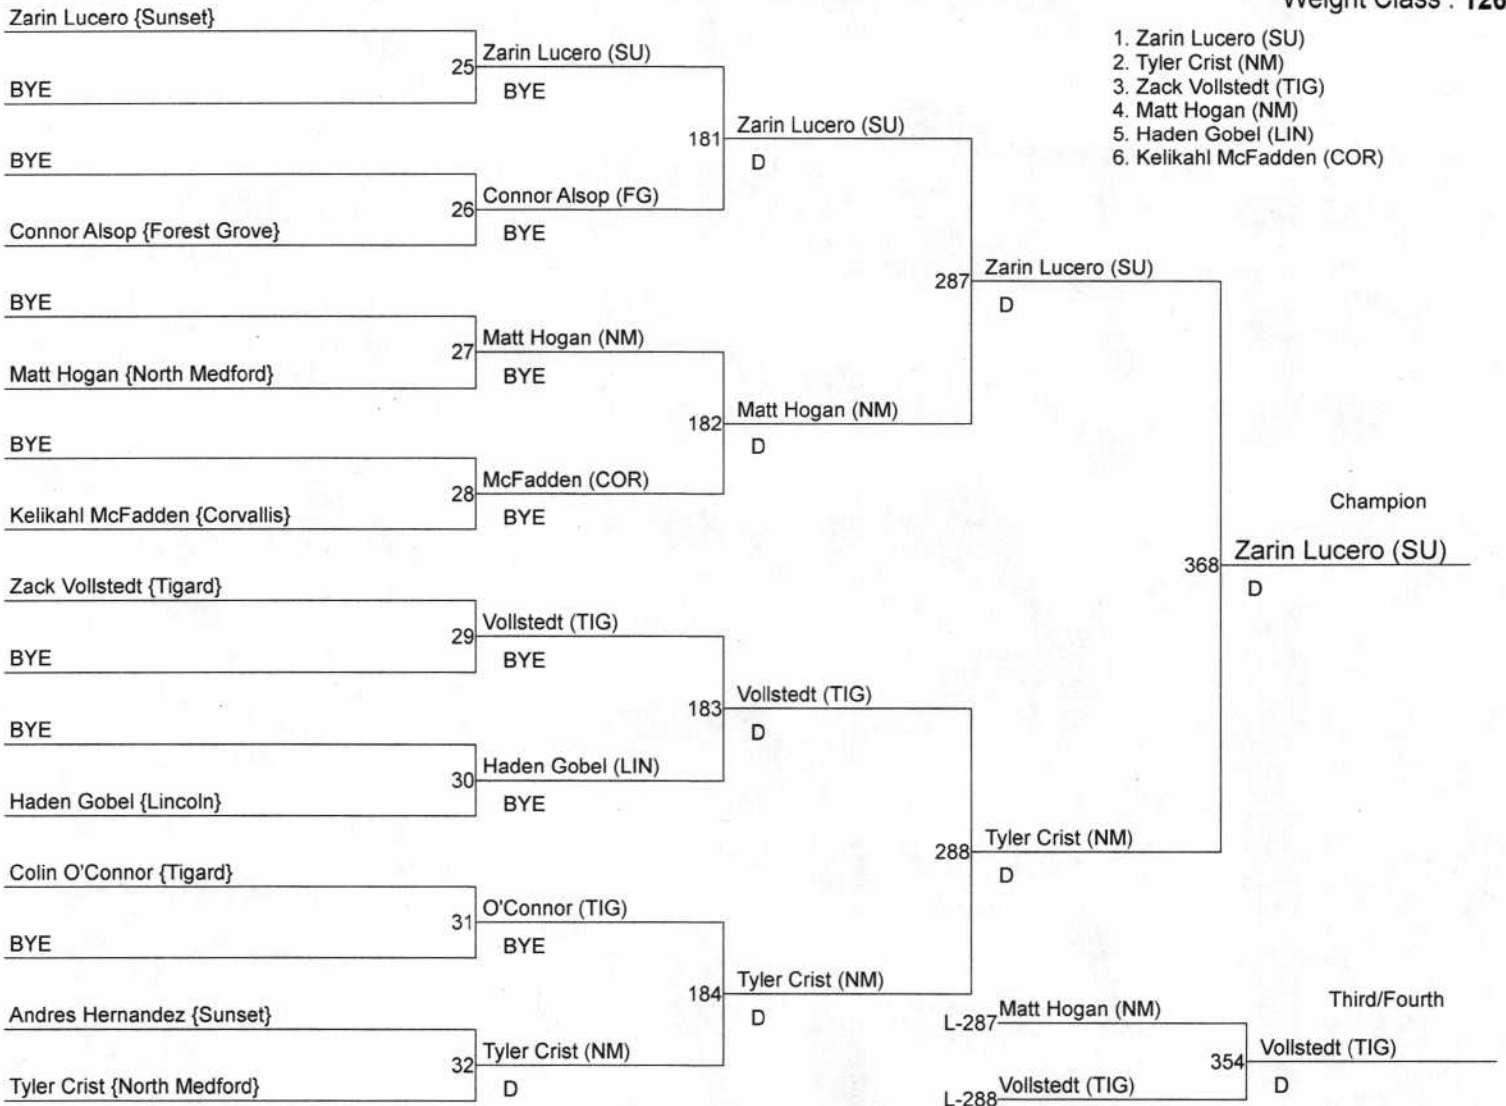 Zarin Lucero {Sunset}
BYE
BYE
Connor Alsop {Forest Grove}
BYE
Matt Hogan {North Medford}
BYE
Kelikahl McFadden {Corvallis}
Zack Vollstedt {Tigard}
BYE
BYE
Haden Gobel {Lincoln}
Colin O'Connor {Tigard}
BYE
Andres Hernandez {Sunset}
Tyler Crist {North Medford}
25
Zarin Lucero (SU)
BYE
26
Connor Alsop (FG)
BYE
27
Matt Hogan (NM)
BYE
28
McFadden (COR)
BYE
29
Vollstedt (TIG)
BYE
30
Haden Gobel (LIN)
BYE
31
O'Connor (TIG)
BYE
32
Tyler Crist (NM)
D
181
Zarin Lucero (SU)
D
182
Matt Hogan (NM)
D
183
Vollstedt (TIG)
D
184
Tyler Crist (NM)
D
287
Zarin Lucero (SU)
D
288
Tyler Crist (NM)
D
Weight Class : 126
1. Zarin Lucero (SU)
2. Tyler Crist (NM)
3. Zack Vollstedt (TIG)
4. Matt Hogan (NM)
5. Haden Gobel (LIN)
6. Kelikahl McFadden (COR)
Champion
368
Zarin Lucero (SU)
D
Third/Fourth
L-287
Matt Hogan (NM)
L-288
Vollstedt (TIG)
354
Vollstedt (TIG)
D